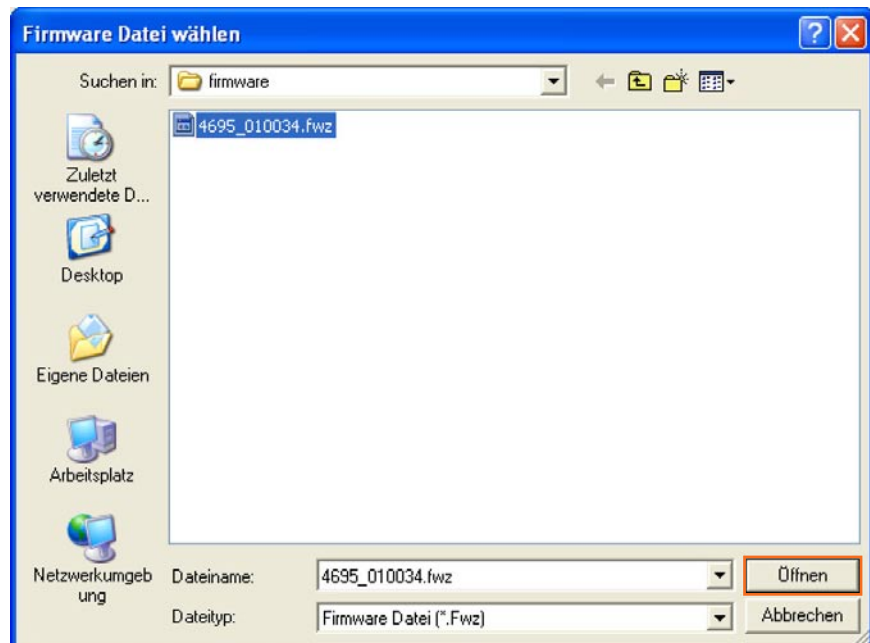 Firmware Datei wählen
Suchen in:
firmware
4695_010034.fwz
Zuletzt
verwendete D...
Desktop
Eigene Dateien
Arbeitsplatz
Netzwerkumgeb
ung
Dateiname:
4695_010034.fwz
Öffnen
Dateityp:
Firmware Datei (*.Fwz)
Abbrechen